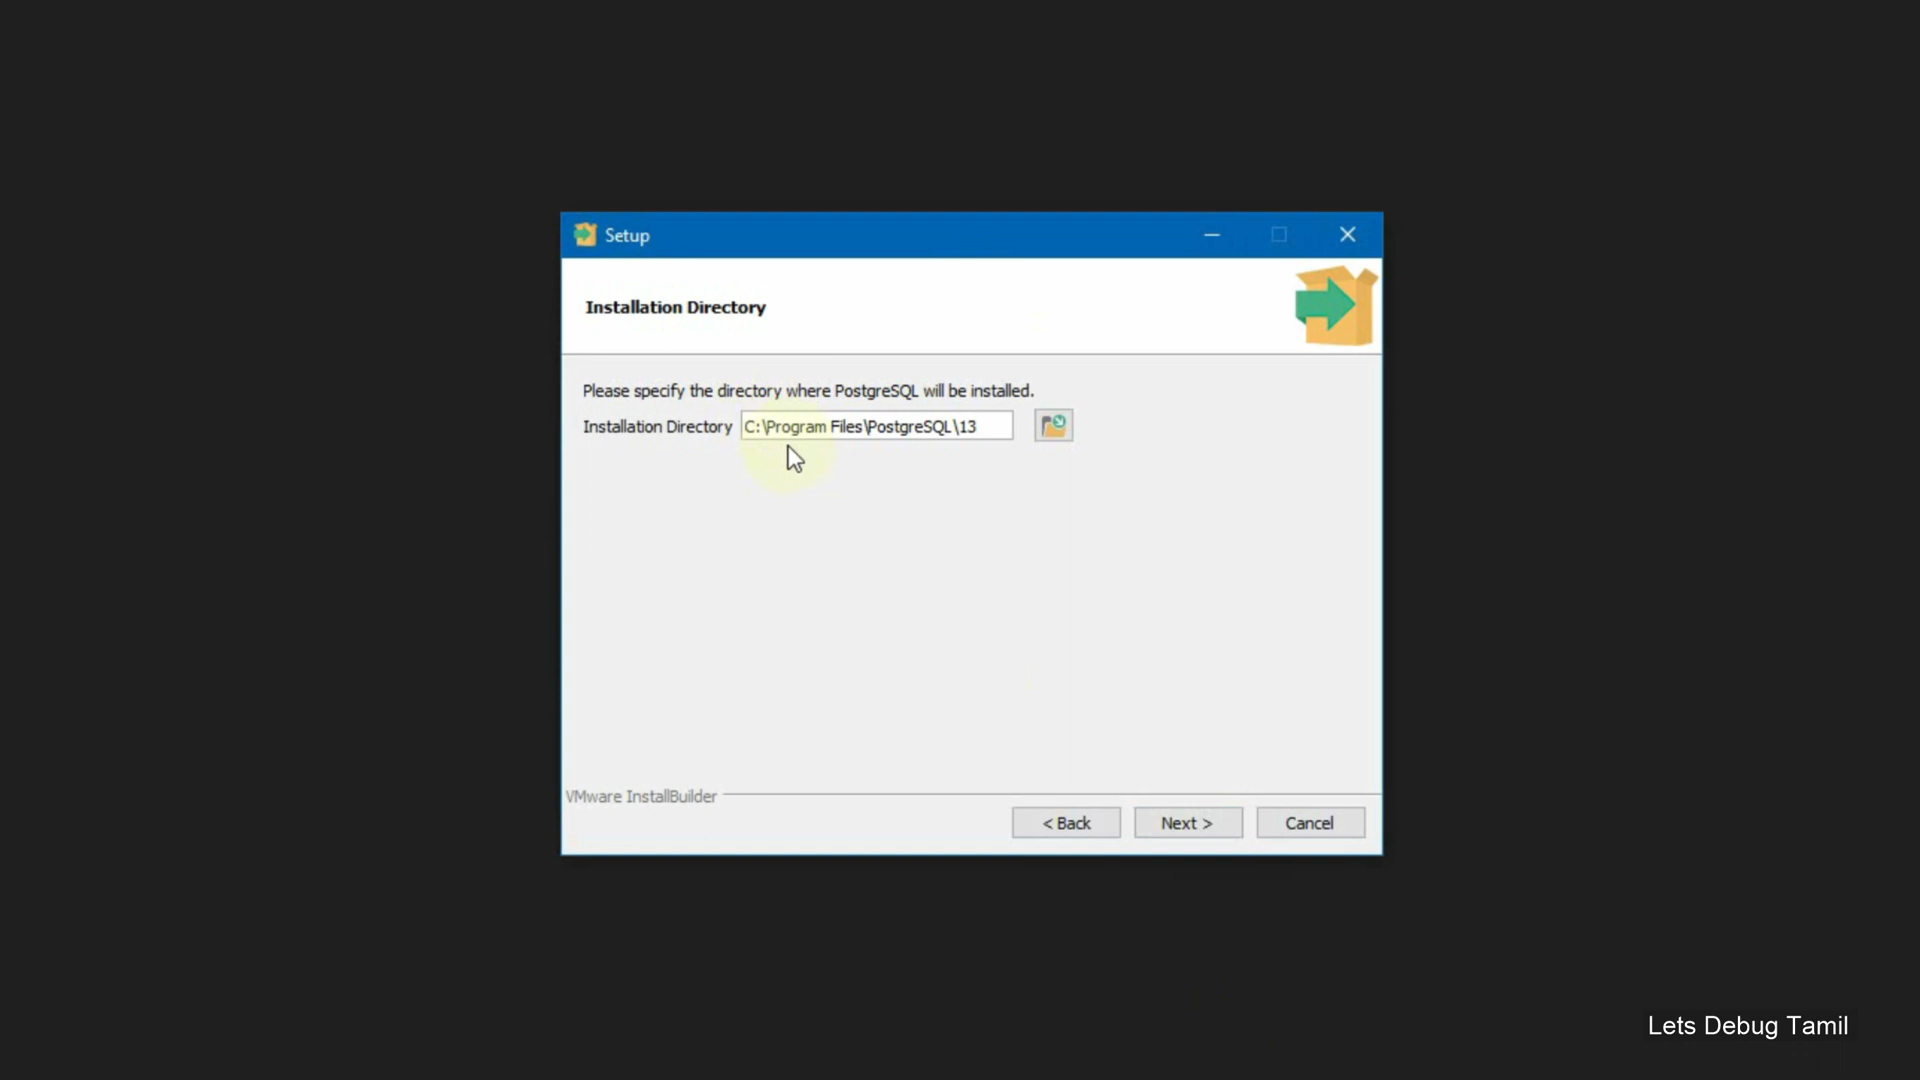 Setup
Installation Directory
Please specify the directory where PostgreSQL will be installed.
Installation Directory C:\Program Files\PostgreSQL\13
VMware InstallBuilder
< Back Next > Cancel
Lets Debug Tamil